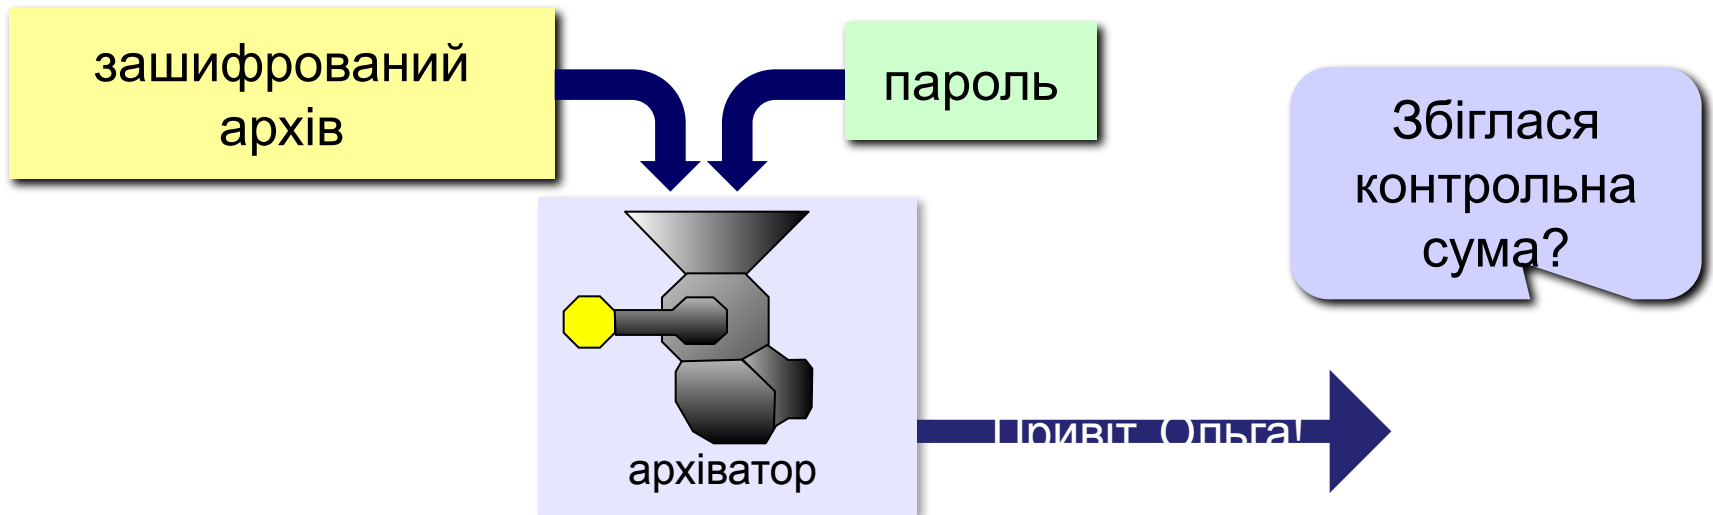 зашифрований
архів
пароль
Збіглася
контрольна
сума?
Привіт, Ольга!
архіватор